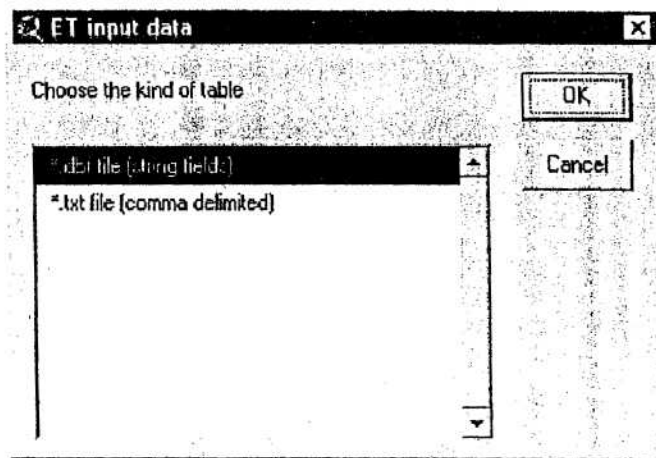 ET input data
Choose the kind of table
OK
Cancel
*.dbf file (string fields)
*.txt file (comma delimited)